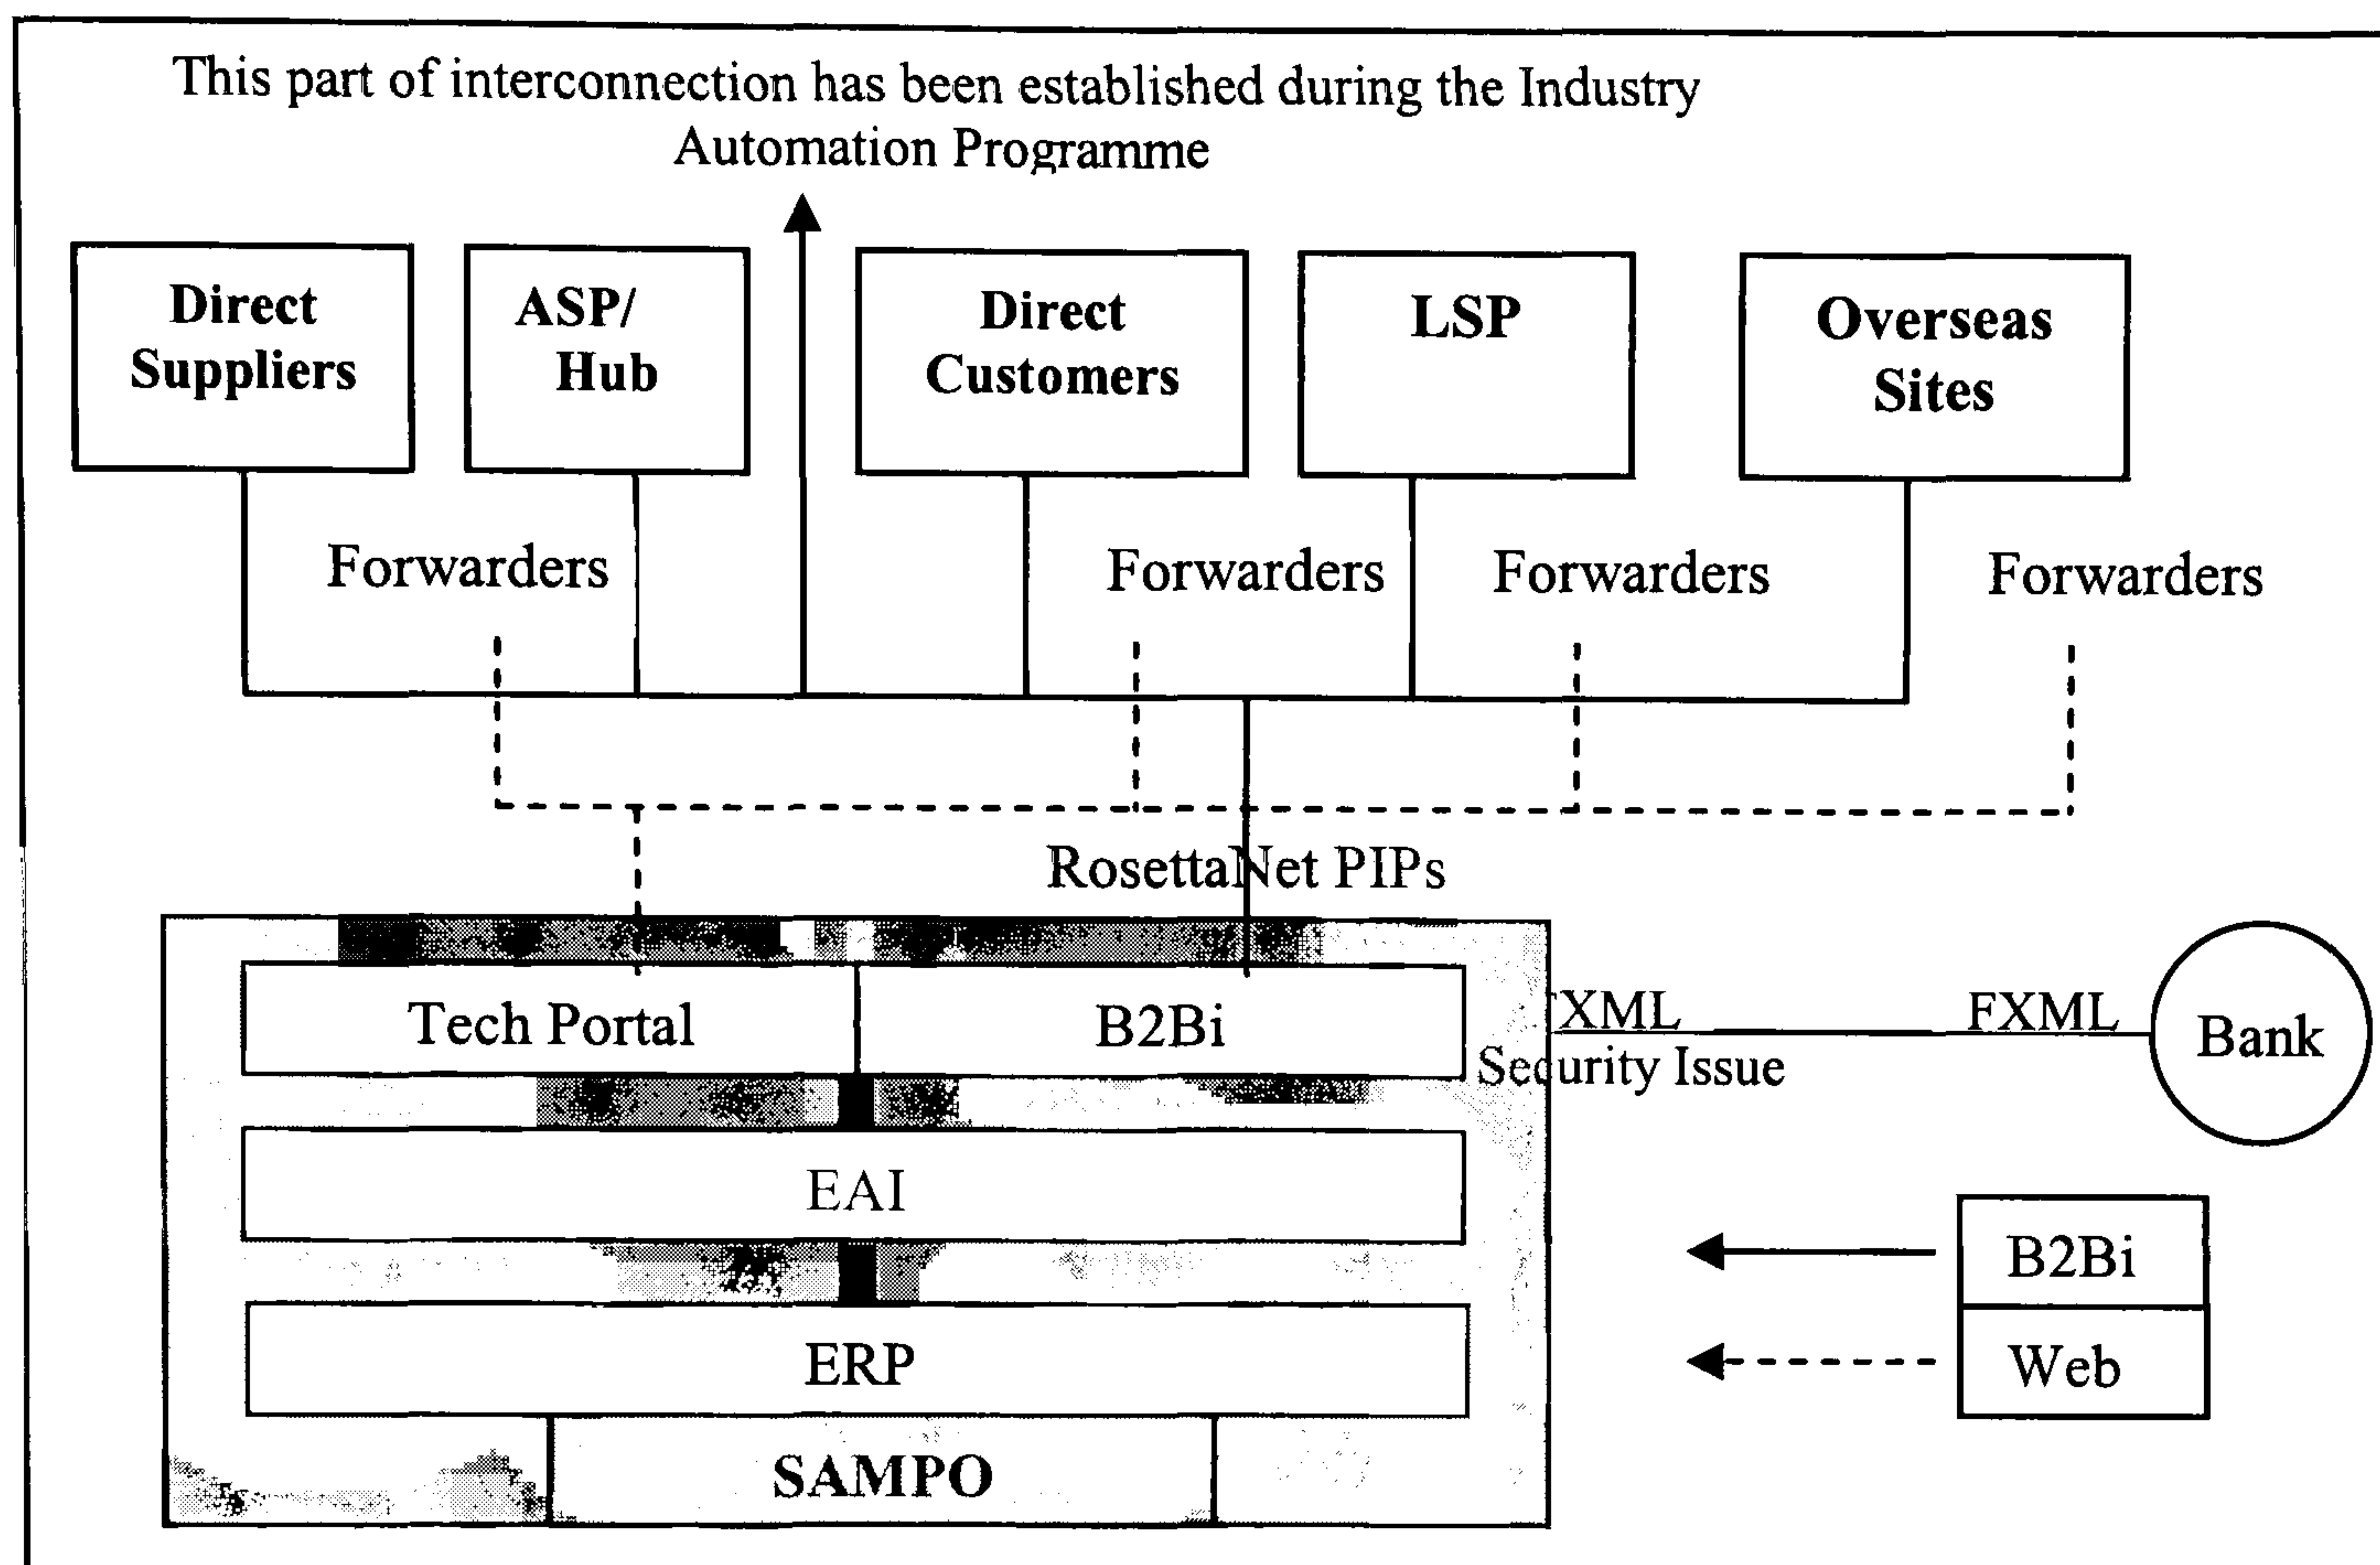 This part of interconnection has been established during the Industry
Automation Programme
Direct
Suppliers
ASP/
Hub
Direct
Customers
LSP
Overseas
Sites
Forwarders
Forwarders
Forwarders
Forwarders
RosettaNet PIPs
Tech Portal
B2Bi
XML
FXML
Security Issue
Bank
EAI
B2Bi
ERP
Web
SAMPO